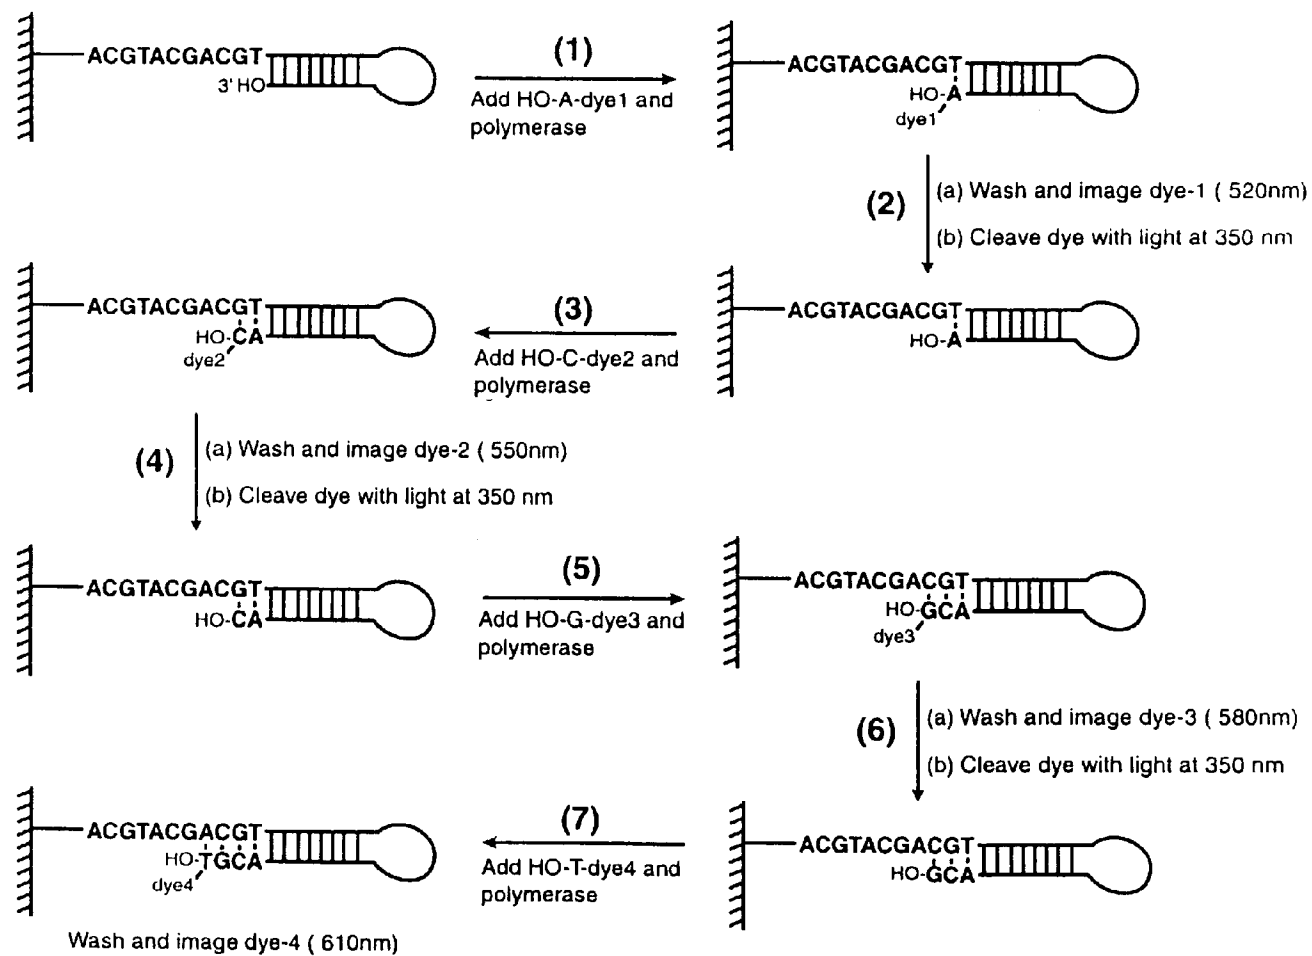 ACGTACGACGT
3' HO
(1)
Add HO-A-dye1 and
polymerase
ACGTACGACGT
HO-A
dye1
(2)
(a) Wash and image dye-1 ( 520nm)
(b) Cleave dye with light at 350 nm
ACGTACGACGT
HO-A
(3)
Add HO-C-dye2 and
polymerase
ACGTACGACGT
HO-CA
dye2
(4)
(a) Wash and image dye-2 ( 550nm)
(b) Cleave dye with light at 350 nm
ACGTACGACGT
HO-CA
(5)
Add HO-G-dye3 and
polymerase
ACGTACGACGT
HO-GCA
dye3
(6)
(a) Wash and image dye-3 ( 580nm)
(b) Cleave dye with light at 350 nm
ACGTACGACGT
HO-GCA
(7)
Add HO-T-dye4 and
polymerase
ACGTACGACGT
HO-TGCA
dye4
Wash and image dye-4 ( 610nm)